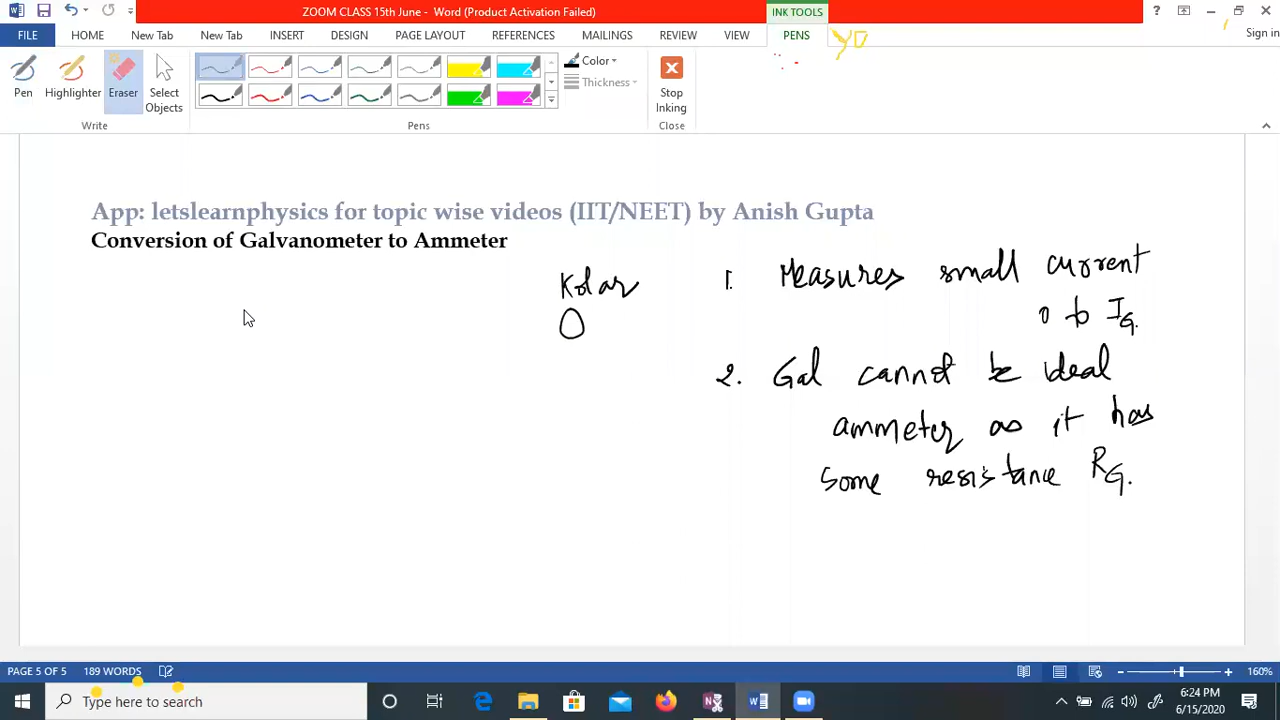 ZOOM CLASS 15th June - Word (Product Activation Failed)
INK TOOLS
?
FILE HOME New Tab New Tab INSERT DESIGN PAGE LAYOUT REFERENCES MAILINGS REVIEW VIEW PENS
Sign in
Pen Highlighter Eraser Select Objects
Color
Thickness
Stop Inking
Write Pens Close
App: letslearnphysics for topic wise videos (IIT/NEET) by Anish Gupta
Conversion of Galvanometer to Ammeter
1. Measures small current
0 to IG.
2. Gal cannot be ideal
ammeter as it has
some resistance RG.
PAGE 5 OF 5 189 WORDS 160%
Type here to search
6:24 PM
6/15/2020